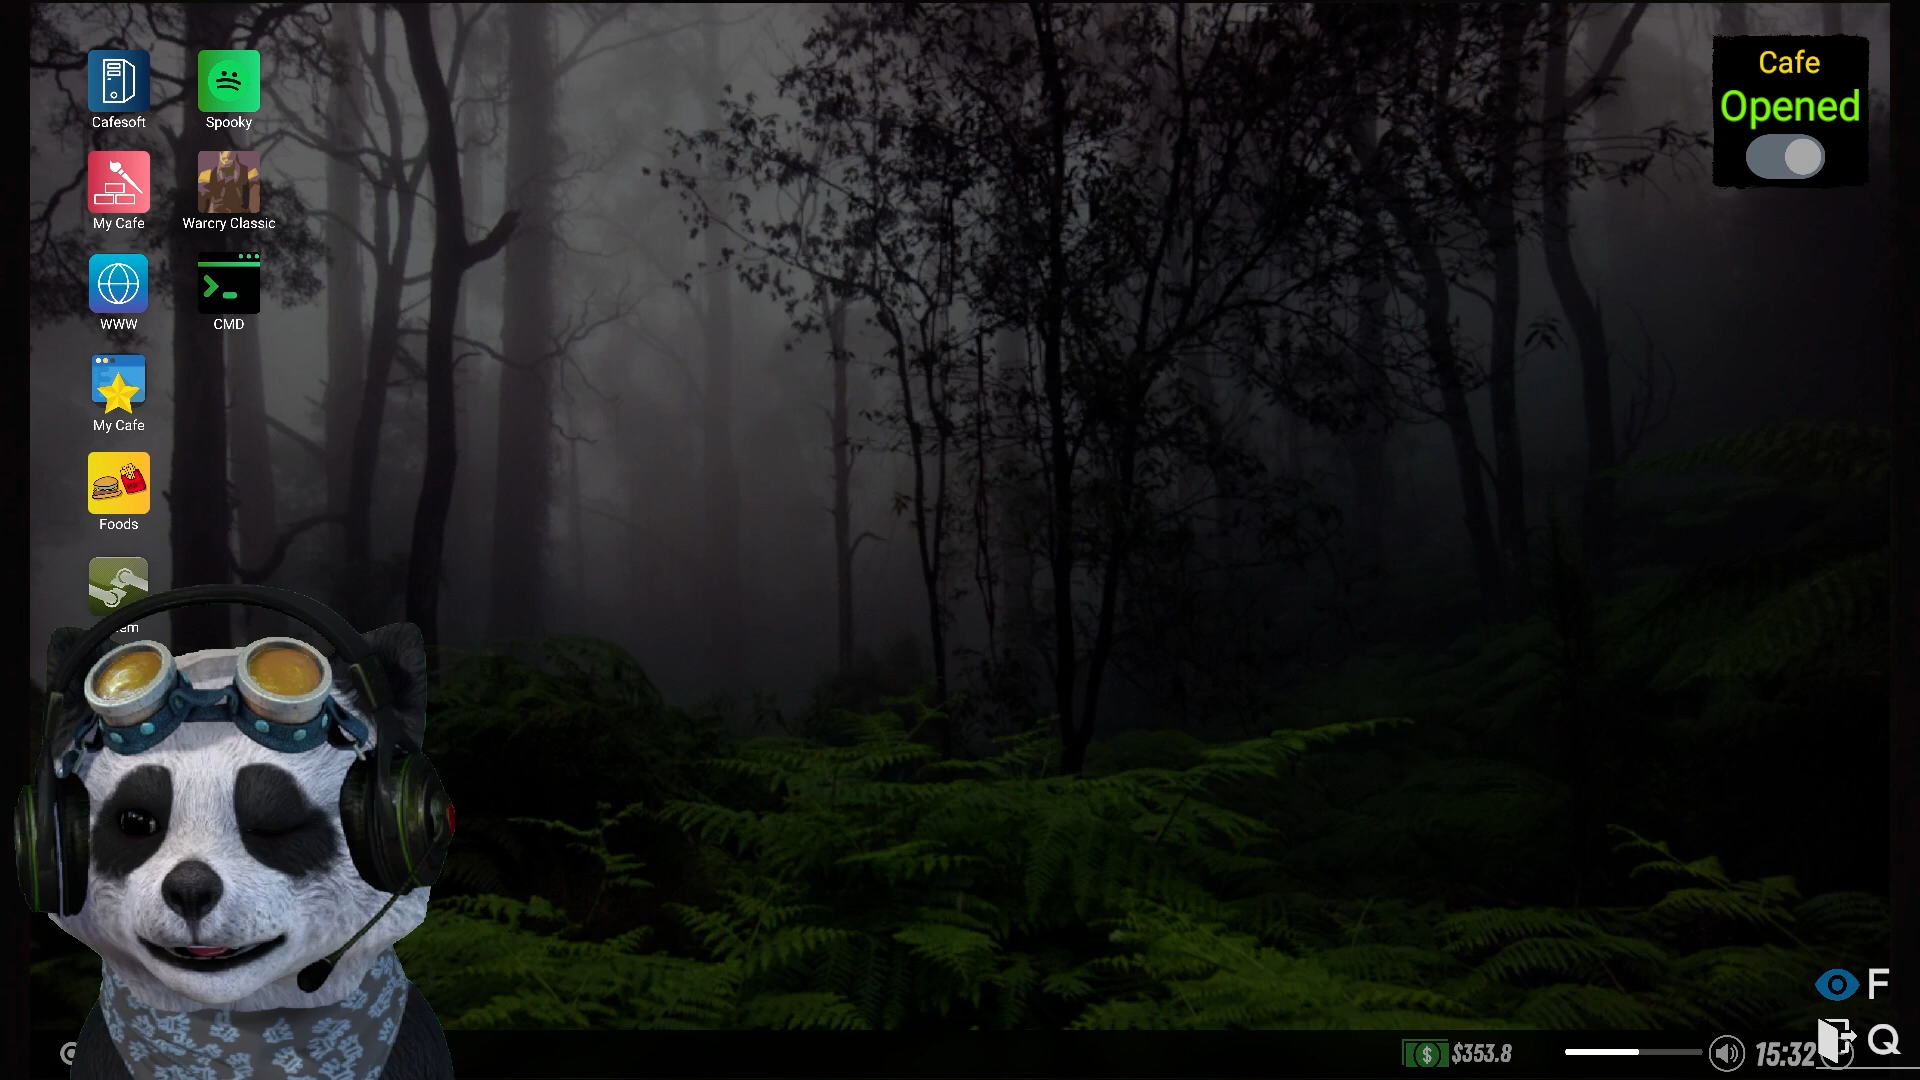 Cafesoft
Spooky
My Cafe
Warcry Classic
WWW
CMD
My Cafe
Foods
Cafe
Opened
F
Q
$353.8
15:32